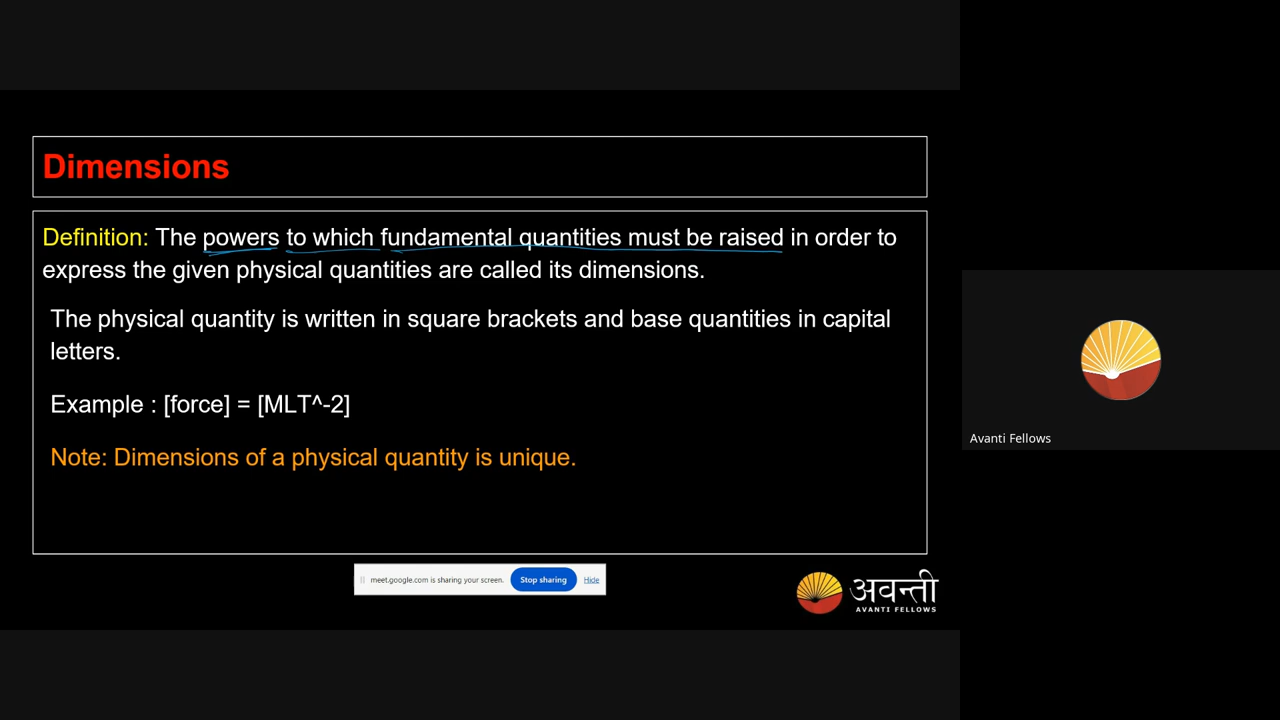 Dimensions
Definition: The powers to which fundamental quantities must be raised in order to
express the given physical quantities are called its dimensions.
The physical quantity is written in square brackets and base quantities in capital
letters.
Example : [force] = [MLT^-2]
Note: Dimensions of a physical quantity is unique.
meet.google.com is sharing your screen. Stop sharing Hide
अवन्ती
AVANTI FELLOWS
Avanti Fellows